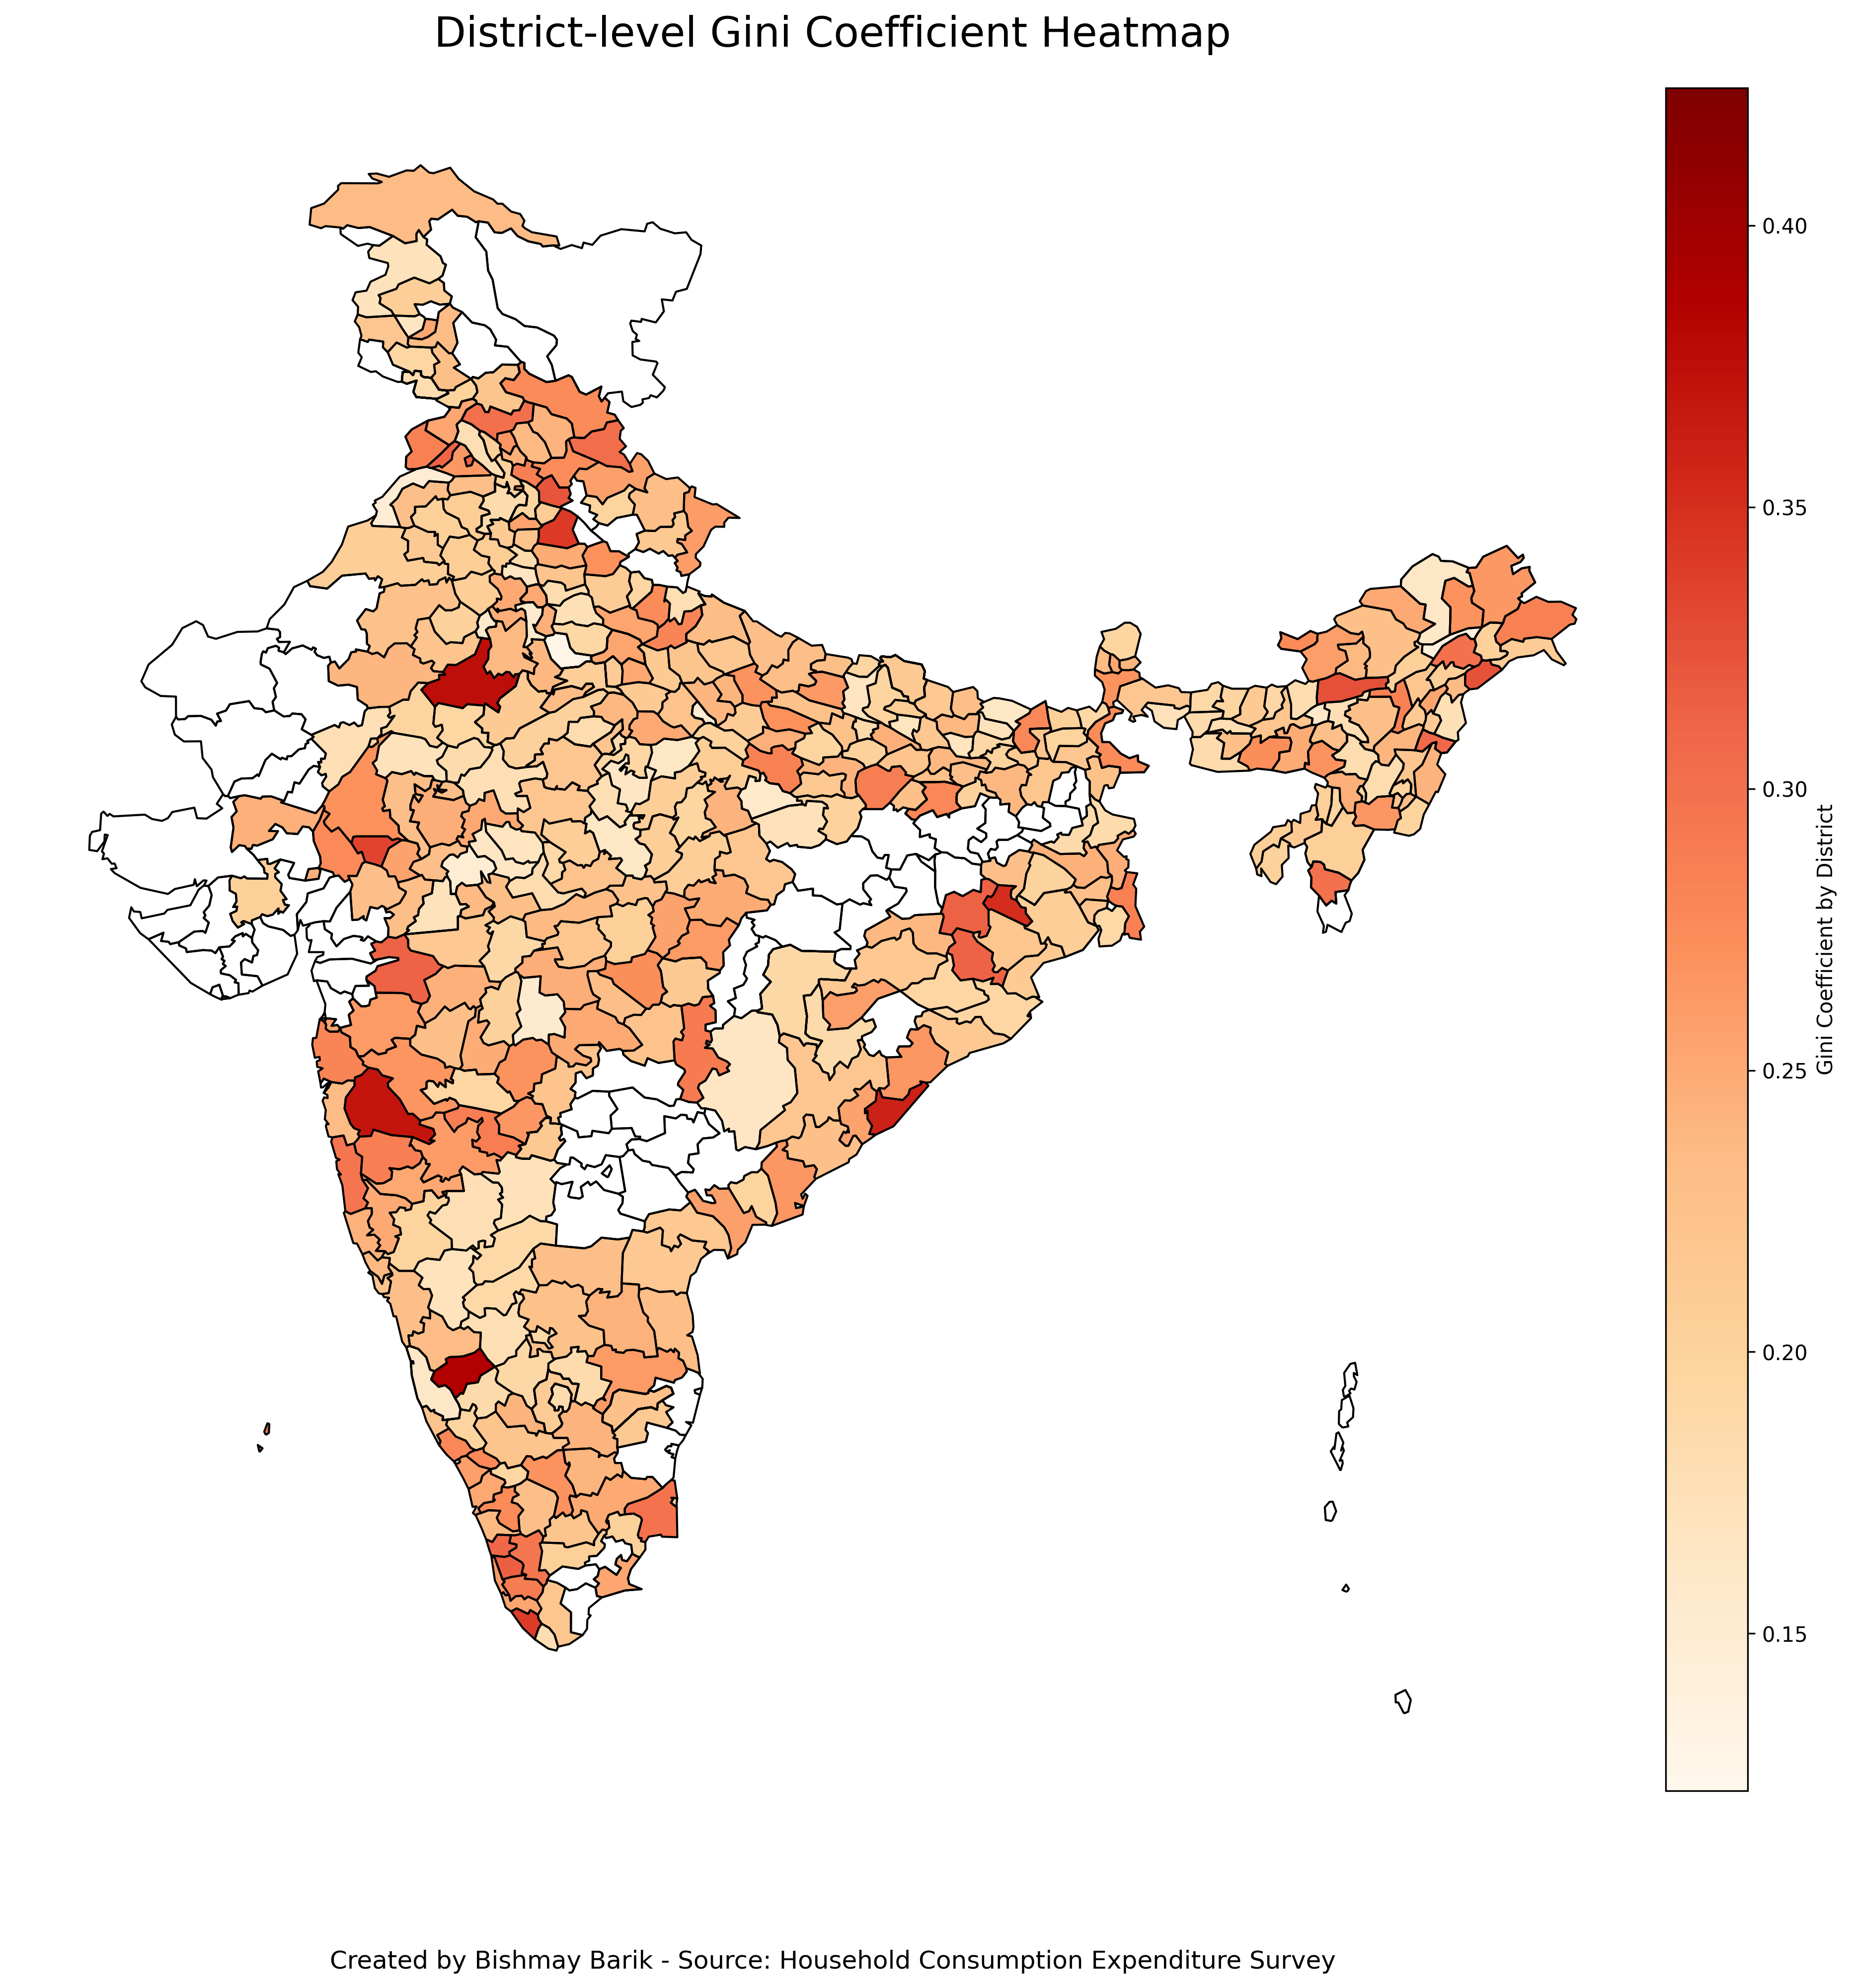 District-level Gini Coefficient Heatmap
0.40
0.35
0.30
0.25
0.20
0.15
Gini Coefficient by District
Created by Bishmay Barik - Source: Household Consumption Expenditure Survey